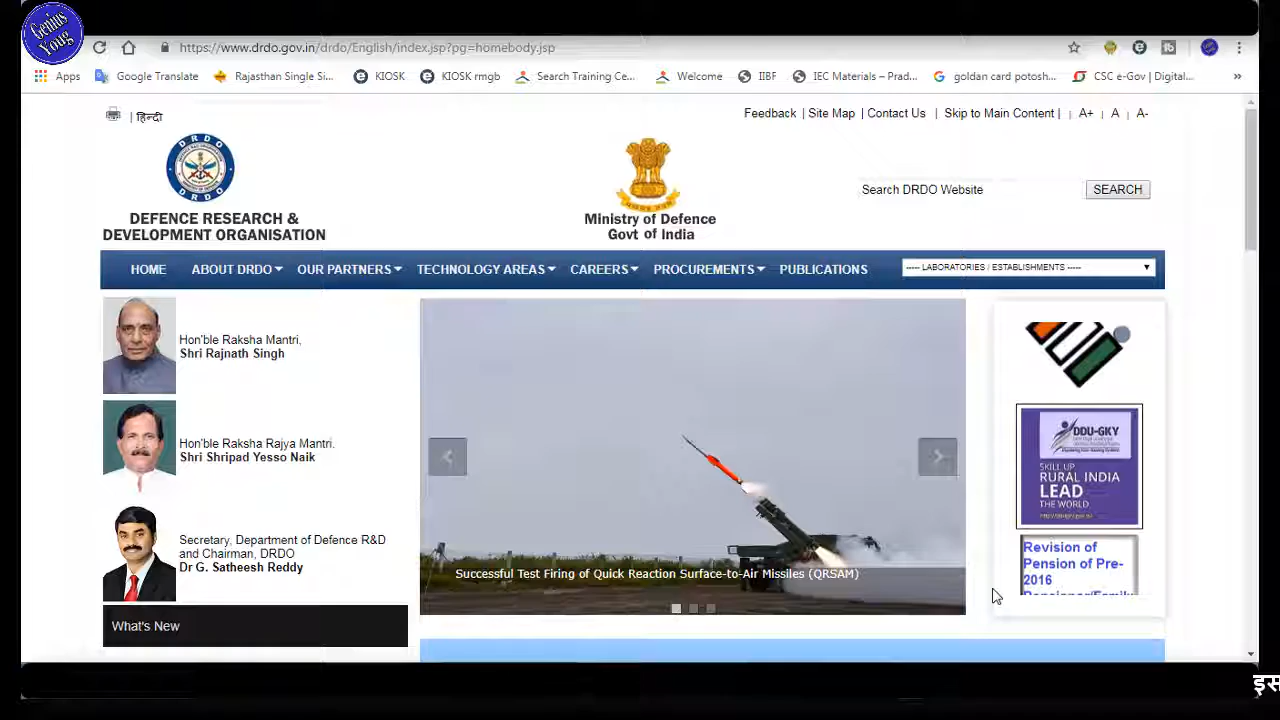 Genius
Youg
https://www.drdo.gov.in/drdo/English/index.jsp?pg=homebody.jsp
Apps
Google Translate
Rajasthan Single Si...
KIOSK
KIOSK rmgb
Search Training Ce...
Welcome
IIBF
IEC Materials – Prad...
goldan card potosh...
CSC e-Gov | Digital...
»
| हिन्दी
Feedback | Site Map | Contact Us | Skip to Main Content | | A+ | A | A-
DRDO
DRDO
DEFENCE RESEARCH &
DEVELOPMENT ORGANISATION
Ministry of Defence
Govt of India
Search DRDO Website
SEARCH
HOME
ABOUT DRDO
OUR PARTNERS
TECHNOLOGY AREAS
CAREERS
PROCUREMENTS
PUBLICATIONS
----- LABORATORIES / ESTABLISHMENTS -----
Hon'ble Raksha Mantri,
Shri Rajnath Singh
Hon'ble Raksha Rajya Mantri.
Shri Shripad Yesso Naik
Secretary, Department of Defence R&D
and Chairman, DRDO
Dr G. Satheesh Reddy
What's New
Successful Test Firing of Quick Reaction Surface-to-Air Missiles (QRSAM)
DDU-GKY
SKILL UP
RURAL INDIA
LEAD
THE WORLD
Revision of
Pension of Pre-
2016
Pensioner/Family
इस